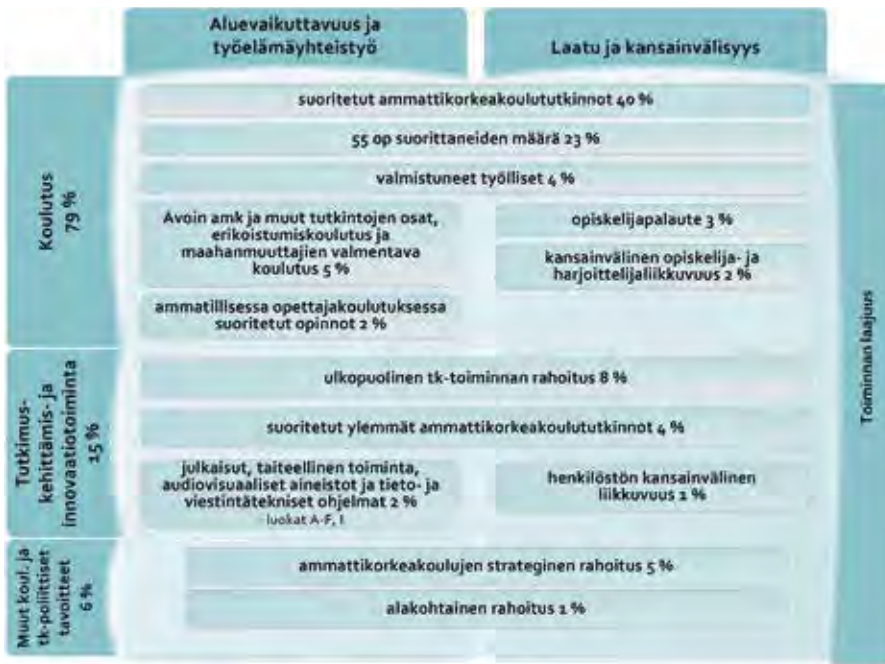 Aluevaikuttavuus ja
työelämäyhteistyö
Laatu ja kansainvälisyys
Koulutus
79 %
suoritetut ammattikorkeakoulututkinnot 40 %
55 op suorittaneiden määrä 23 %
valmistuneet työlliset 4 %
Avoin amk ja muut tutkintojen osat,
erikoistumiskoulutus ja
maahanmuuttajien valmentava
koulutus 5 %
ammatillisessa opettajakoulutuksessa
suoritetut opinnot 2 %
opiskelijapalaute 3 %
kansainvälinen opiskelija- ja
harjoittelijaliikkuvuus 2 %
Tutkimus-
kehittämis- ja
innovaatiotoiminta
15 %
ulkopuolinen tk-toiminnan rahoitus 8 %
suoritetut ylemmät ammattikorkeakoulututkinnot 4 %
julkaisut, taiteellinen toiminta,
audiovisuaaliset aineistot ja tieto- ja
viestintätekniset ohjelmat 2 %
luokat A-F, I
henkilöstön kansainvälinen
liikkuvuus 1 %
Muut koul. ja
tk-poliittiset
tavoitteet
6 %
ammattikorkeakoulujen strateginen rahoitus 5 %
alakohtainen rahoitus 1 %
Toiminnan laajuus